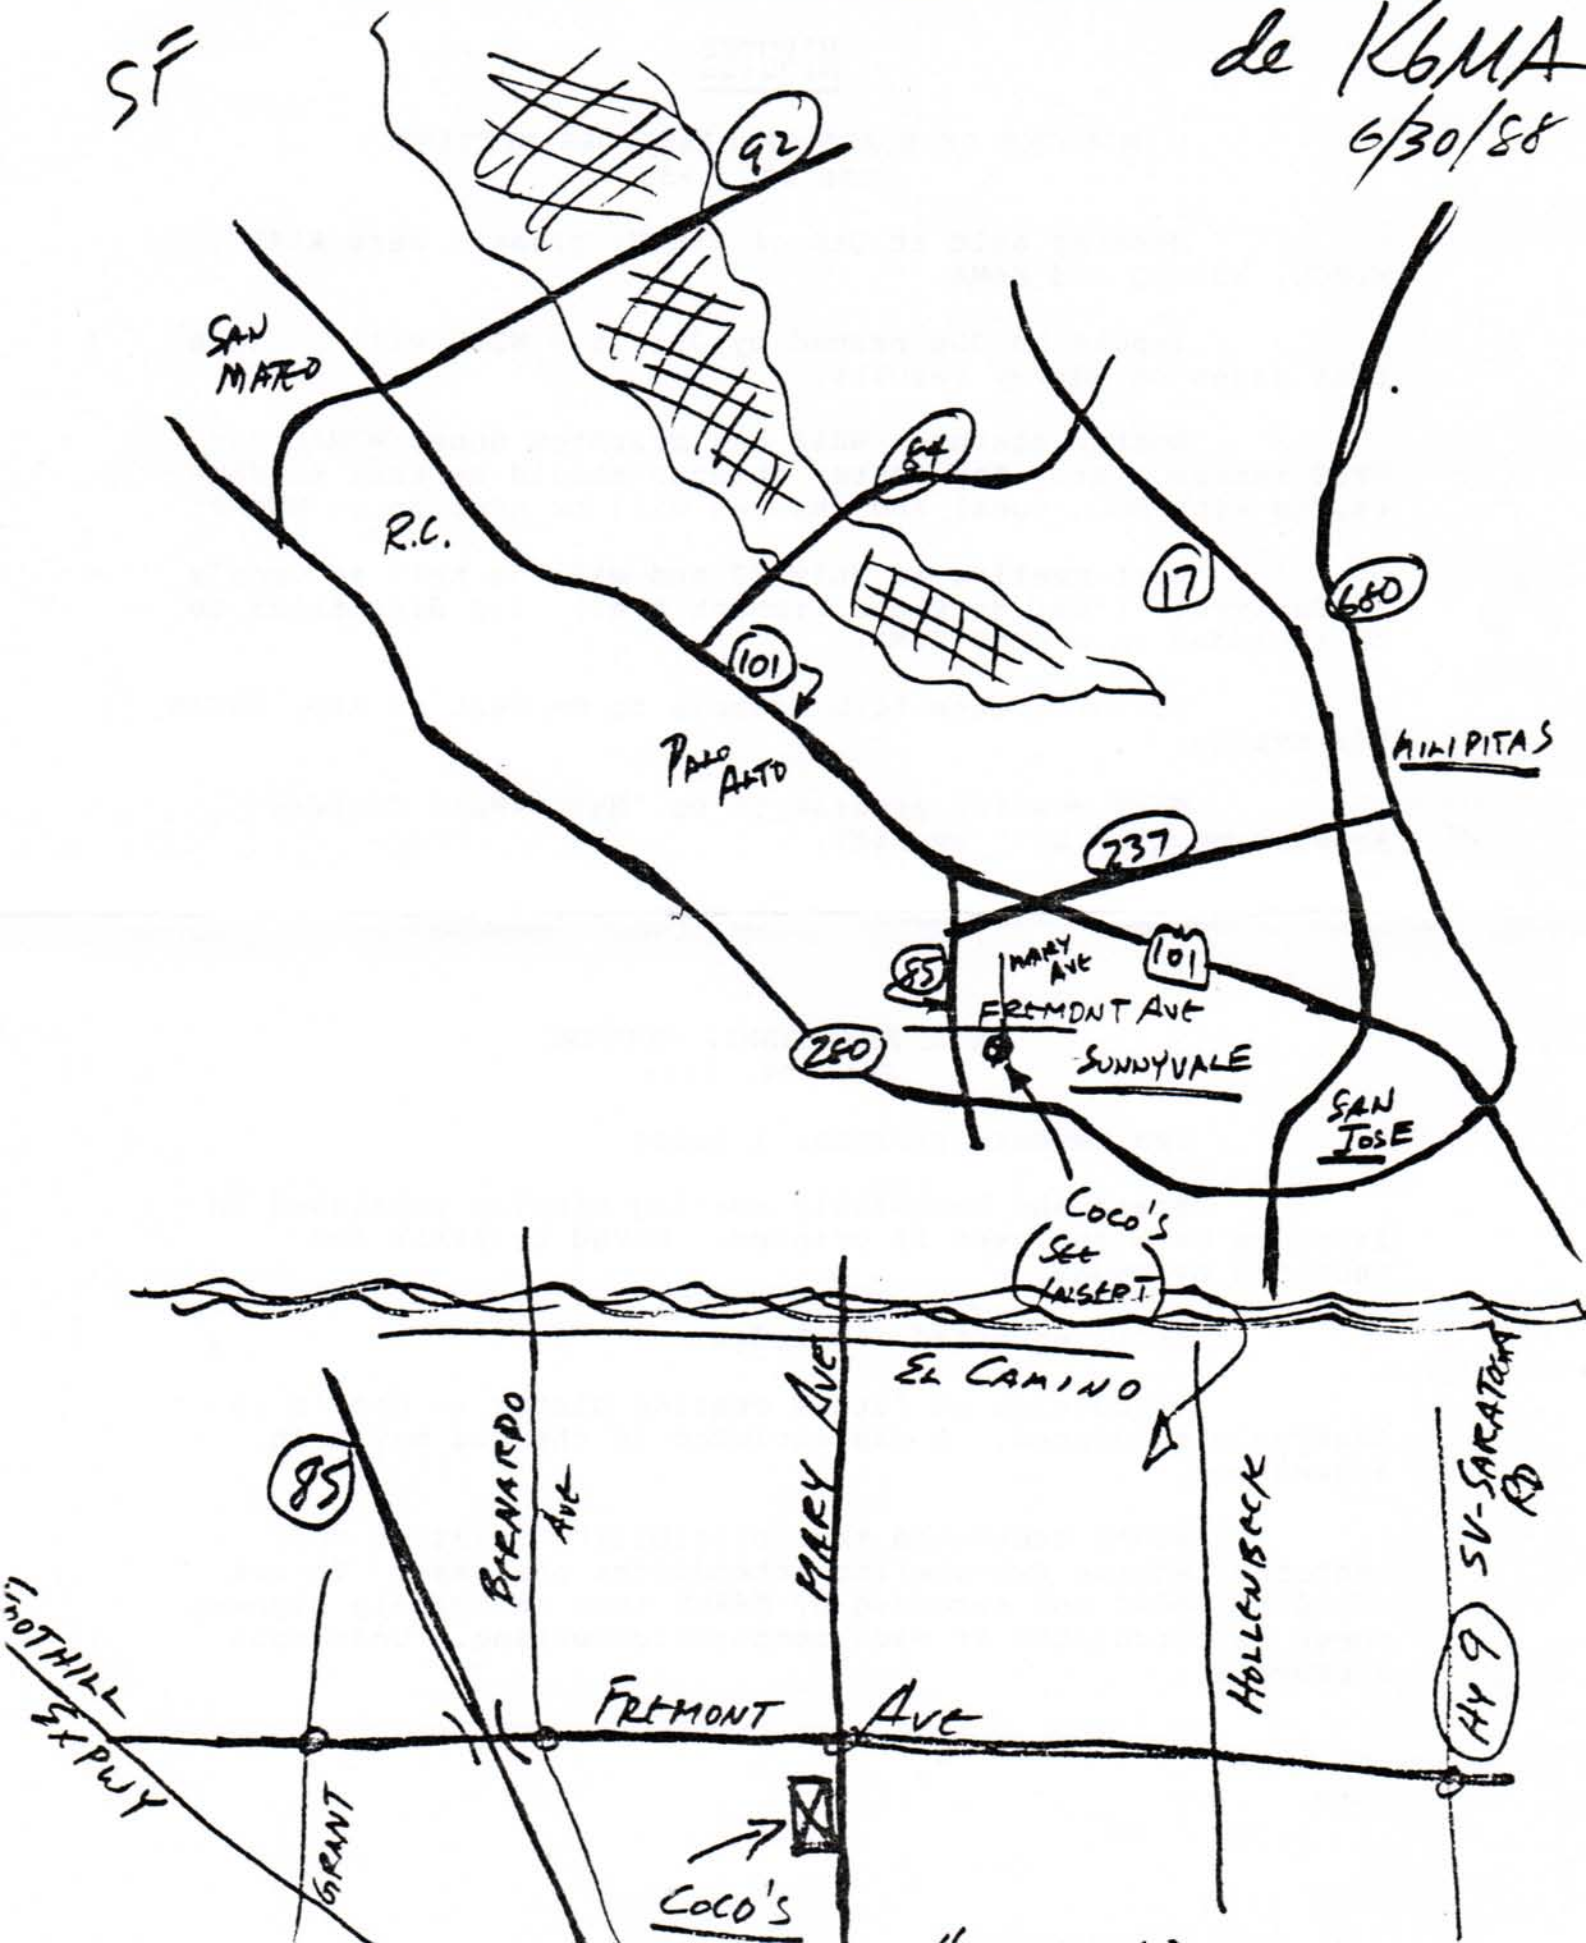 SF
de K6MA
6/30/88
92
SAN
MATEO
84
R.C.
17
680
101
PALO
ALTO
MILIPITAS
237
MARY
AVE
101
85
FREMONT AVE
280
SUNNYVALE
SAN
JOSE
COCO'S
SEE
INSERT
EL CAMINO
85
BERNARDO
AVE
MARY AVE
HOLLENBECK
SV-SARATOGA
RD
HY 9
FOOTHILL
EXPWY
FREMONT AVE
GRANT
COCO'S